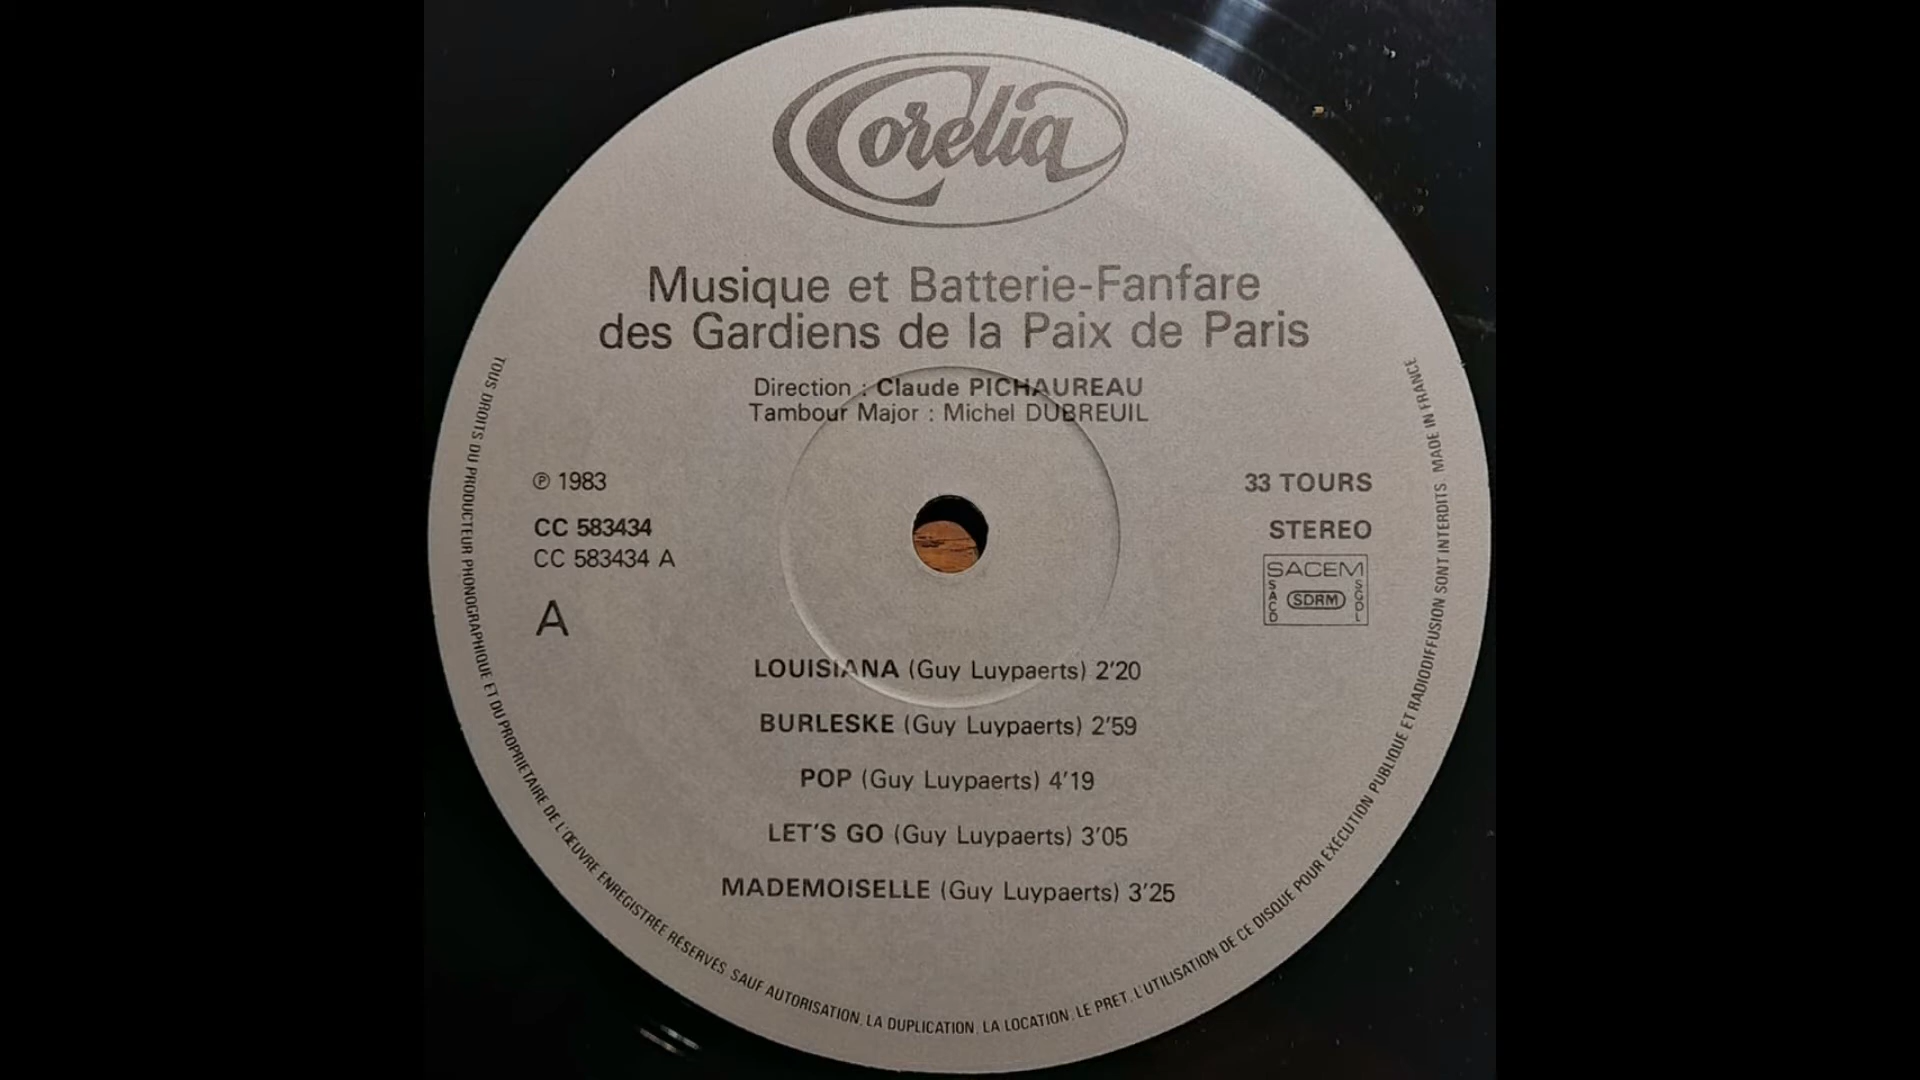 Corelia
Musique et Batterie-Fanfare
des Gardiens de la Paix de Paris
Direction : Claude PICHAUREAU
Tambour Major : Michel DUBREUIL
℗ 1983
CC 583434
CC 583434 A
A
33 TOURS
STEREO
SACEM
SACD
SDRM
SGDL
LOUISIANA (Guy Luypaerts) 2'20
BURLESKE (Guy Luypaerts) 2'59
POP (Guy Luypaerts) 4'19
LET'S GO (Guy Luypaerts) 3'05
MADEMOISELLE (Guy Luypaerts) 3'25
TOUS DROITS DU PRODUCTEUR PHONOGRAPHIQUE ET DU PROPRIETAIRE DE L'ŒUVRE ENREGISTRÉE RÉSERVÉS. SAUF AUTORISATION, LA DUPLICATION, LA LOCATION, LE PRET, L'UTILISATION DE CE DISQUE POUR EXÉCUTION PUBLIQUE ET RADIODIFFUSION SONT INTERDITS. MADE IN FRANCE